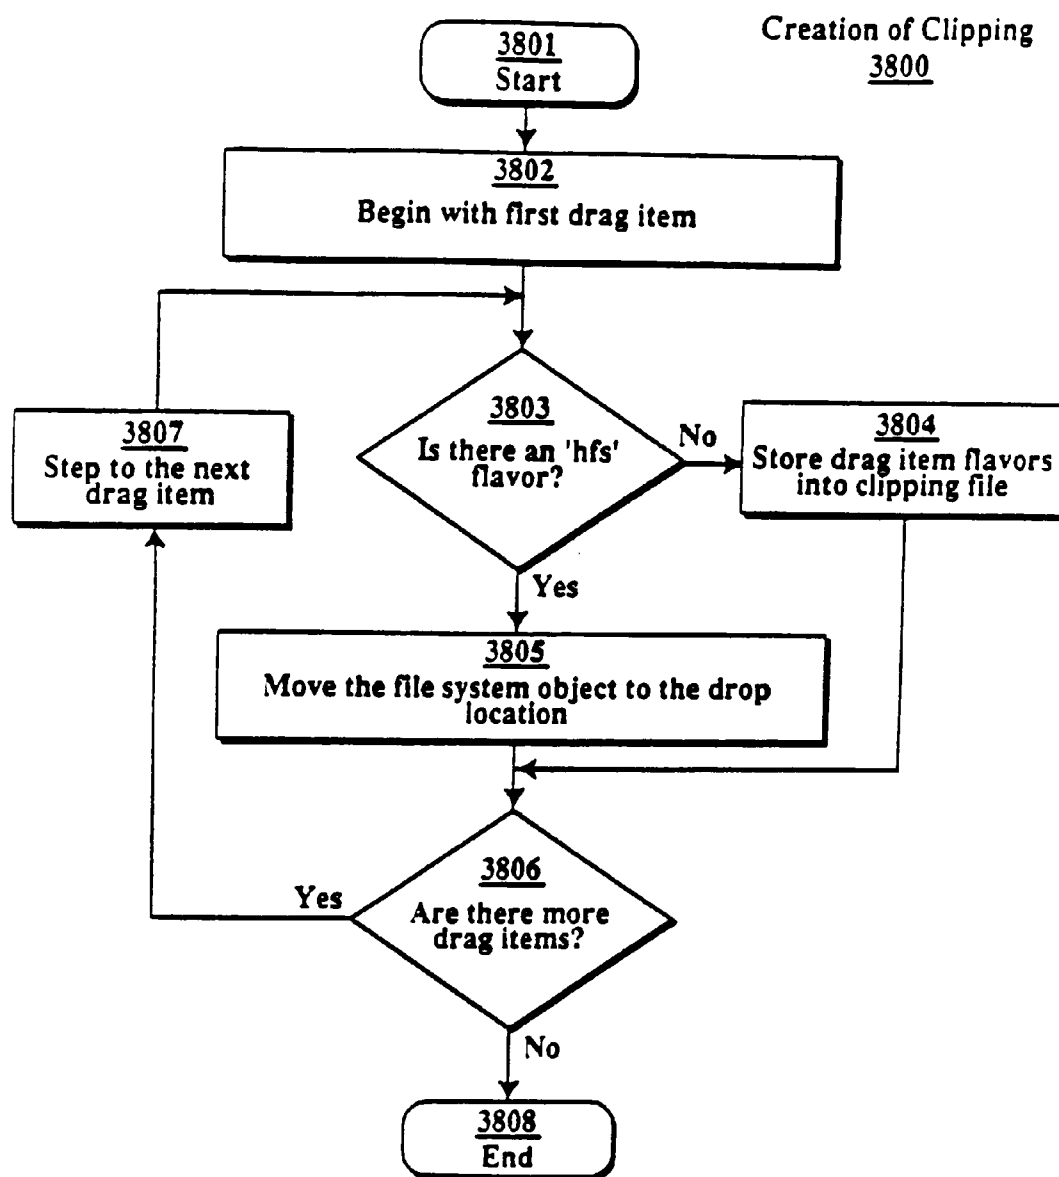 Creation of Clipping
3800
3801
Start
3802
Begin with first drag item
3803
Is there an 'hfs'
flavor?
No
3804
Store drag item flavors
into clipping file
3807
Step to the next
drag item
Yes
3805
Move the file system object to the drop
location
3806
Are there more
drag items?
Yes
No
3808
End